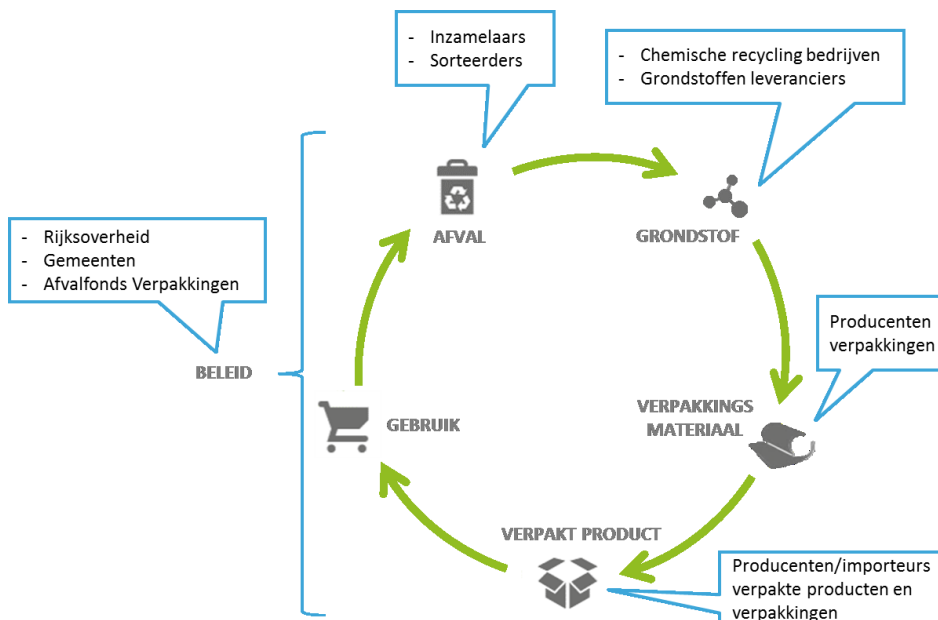 - Inzamelaars
- Sorteerders
- Chemische recycling bedrijven
- Grondstoffen leveranciers
AFVAL
GRONDSTOF
- Rijksoverheid
- Gemeenten
- Afvalfonds Verpakkingen
BELEID
Producenten
verpakkingen
GEBRUIK
VERPAKKINGS
MATERIAAL
VERPAKT PRODUCT
Producenten/importeurs
verpakte producten en
verpakkingen